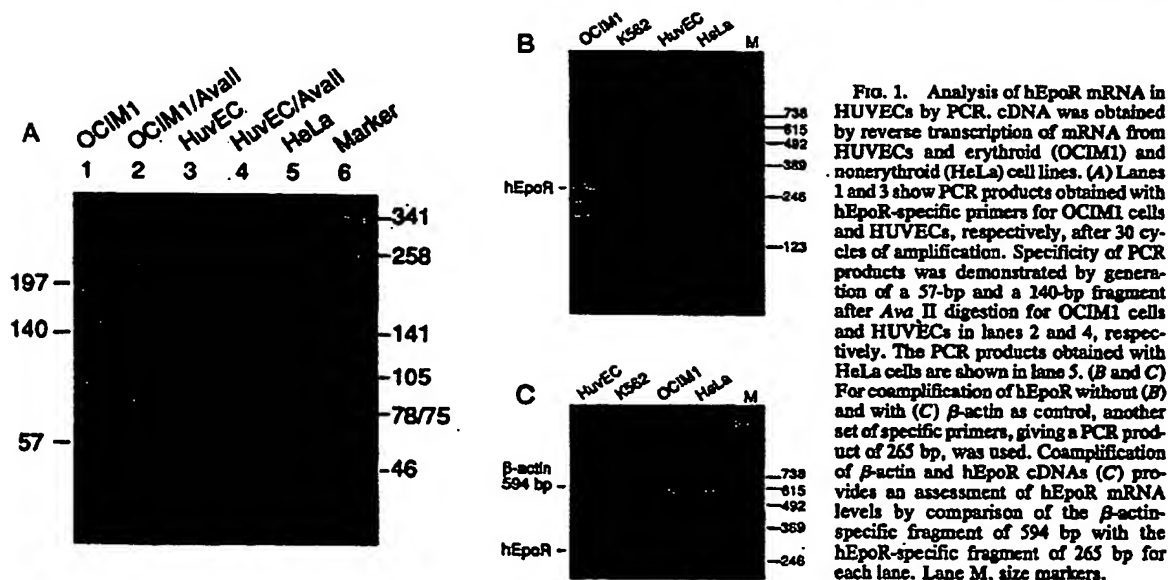 A
OCIM1
OCIM1/AvaII
HuvEC
HuvEC/AvaII
HeLa
Marker
1 2 3 4 5 6
341
258
197
140
141
105
78/75
57
46
B
OCIM1
K562
HuvEC
HeLa
M
738
615
492
369
hEpoR
246
123
C
HuvEC
K562
OCIM1
HeLa
M
β-actin
594 bp
738
615
492
369
hEpoR
246
FIG. 1. Analysis of hEpoR mRNA in
HUVECs by PCR. cDNA was obtained
by reverse transcription of mRNA from
HUVECs and erythroid (OCIM1) and
nonerythroid (HeLa) cell lines. (A) Lanes
1 and 3 show PCR products obtained with
hEpoR-specific primers for OCIM1 cells
and HUVECs, respectively, after 30 cy-
cles of amplification. Specificity of PCR
products was demonstrated by genera-
tion of a 57-bp and a 140-bp fragment
after Ava II digestion for OCIM1 cells
and HUVECs in lanes 2 and 4, respec-
tively. The PCR products obtained with
HeLa cells are shown in lane 5. (B and C)
For coamplification of hEpoR without (B)
and with (C) β-actin as control, another
set of specific primers, giving a PCR prod-
uct of 265 bp, was used. Coamplification
of β-actin and hEpoR cDNAs (C) pro-
vides an assessment of hEpoR mRNA
levels by comparison of the β-actin-
specific fragment of 594 bp with the
hEpoR-specific fragment of 265 bp for
each lane. Lane M, size markers.